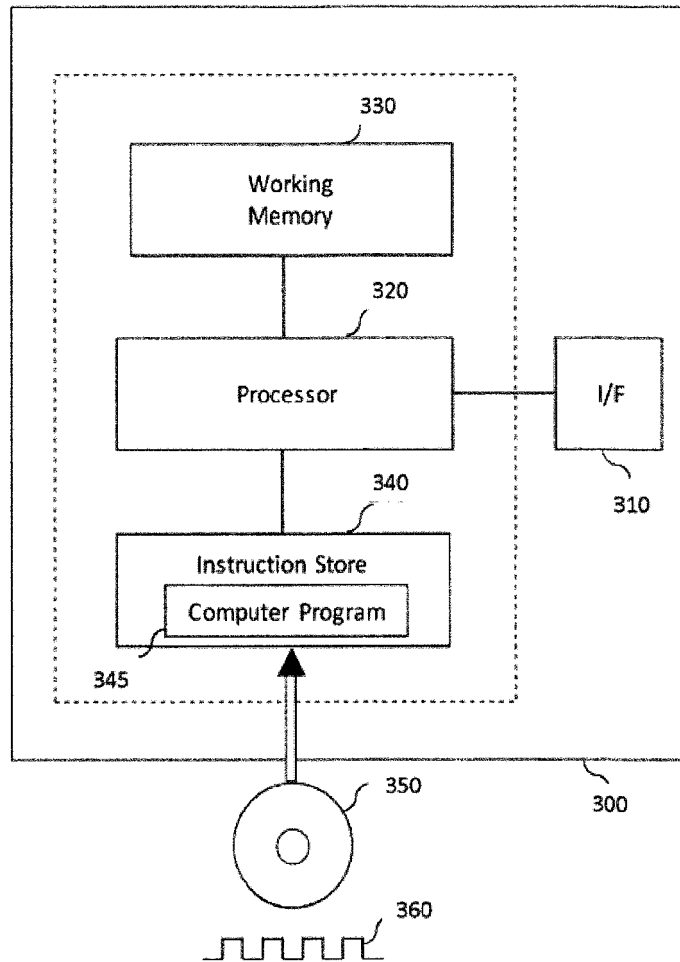 330
Working
Memory
320
Processor
I/F
310
340
Instruction Store
Computer Program
345
350
300
360